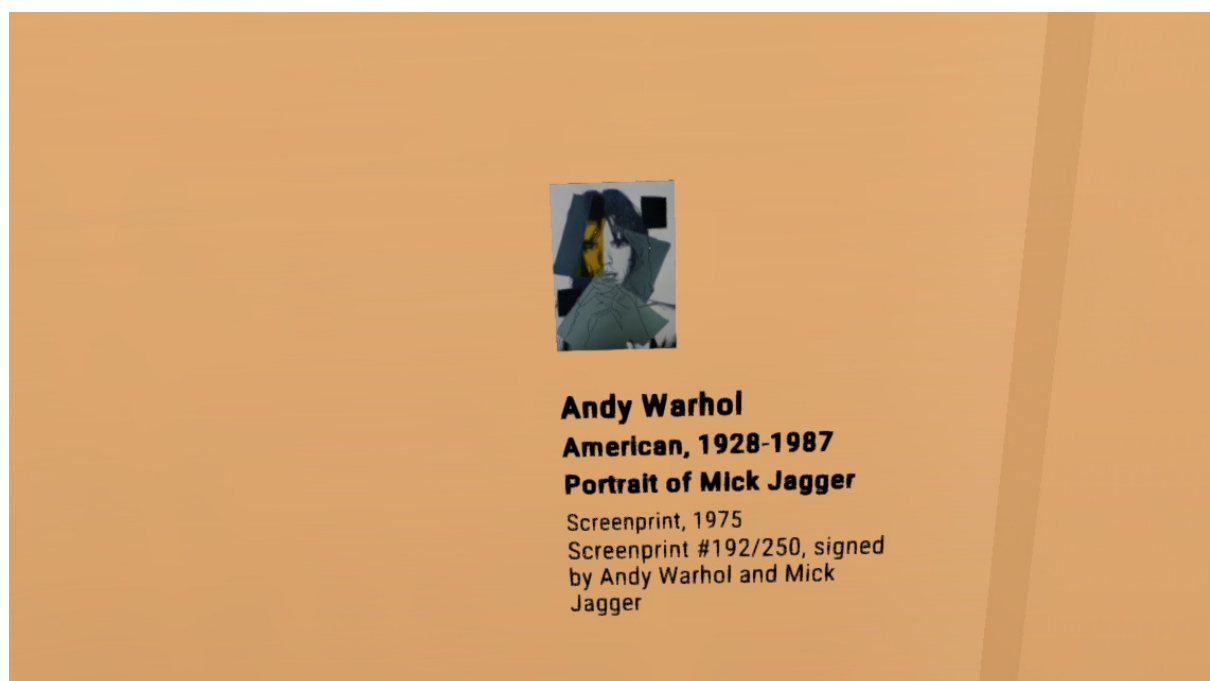 Andy Warhol
American, 1928-1987
Portrait of Mick Jagger
Screenprint, 1975
Screenprint #192/250, signed
by Andy Warhol and Mick
Jagger